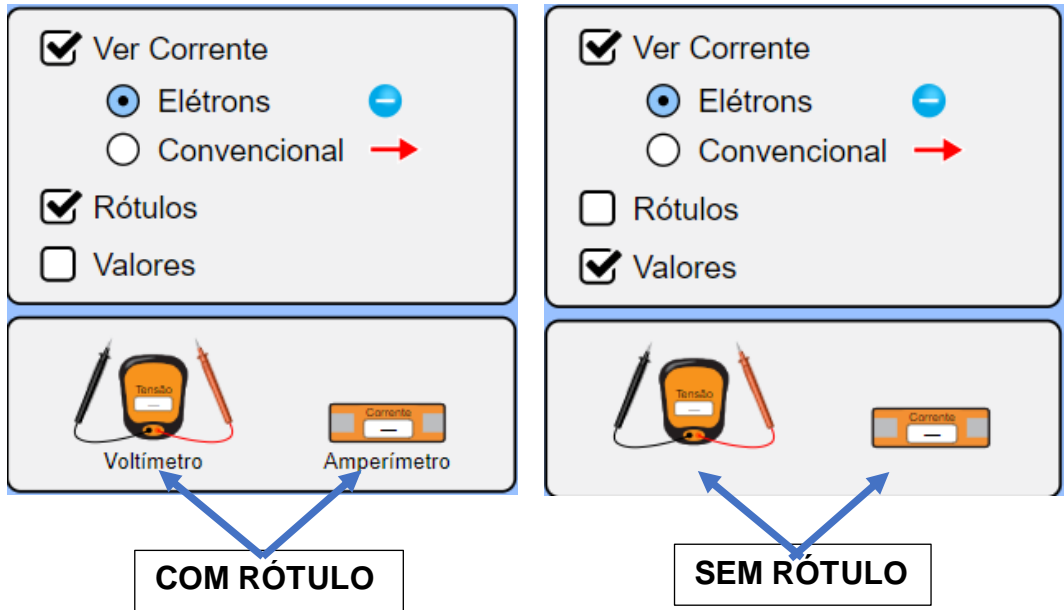 Ver Corrente
Elétrons
Convencional
Rótulos
Valores
Tensão
Corrente
Voltímetro
Amperímetro
COM RÓTULO
Ver Corrente
Elétrons
Convencional
Rótulos
Valores
Tensão
Corrente
SEM RÓTULO